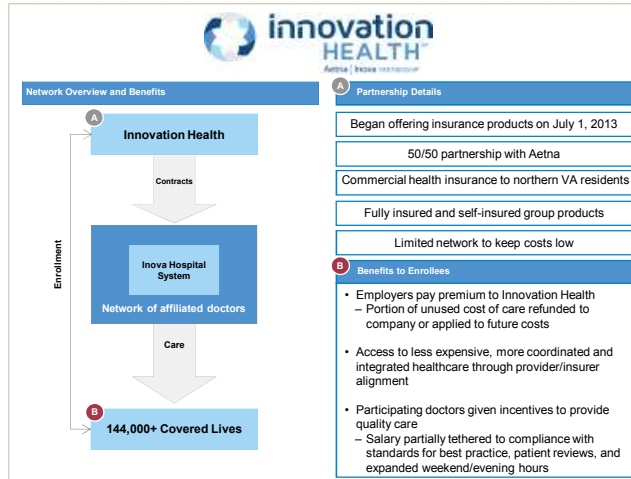 innovation
HEALTH
Aetna | Inova
Network Overview and Benefits
A
Innovation Health
Contracts
Enrollment
Inova Hospital
System
Network of affiliated doctors
Care
B
144,000+ Covered Lives
A
Partnership Details
Began offering insurance products on July 1, 2013
50/50 partnership with Aetna
Commercial health insurance to northern VA residents
Fully insured and self-insured group products
Limited network to keep costs low
B
Benefits to Enrollees
• Employers pay premium to Innovation Health
– Portion of unused cost of care refunded to
company or applied to future costs
• Access to less expensive, more coordinated and
integrated healthcare through provider/insurer
alignment
• Participating doctors given incentives to provide
quality care
– Salary partially tethered to compliance with
standards for best practice, patient reviews, and
expanded weekend/evening hours